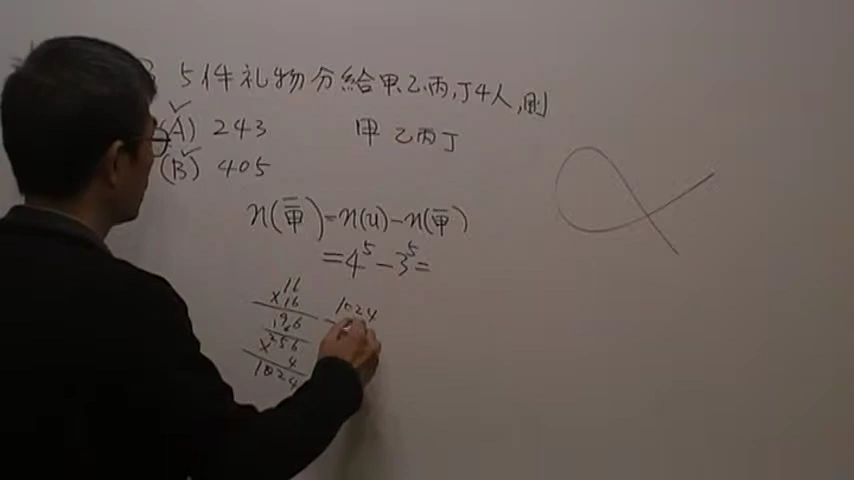 5件礼物分給甲乙丙,丁4人,則
(A) 243
甲乙丙丁
(B) 405
n(甲)=n(u)-n(甲)
=4⁵-3⁵=
16
x16
96
16
256
x 4
1024
1024
-